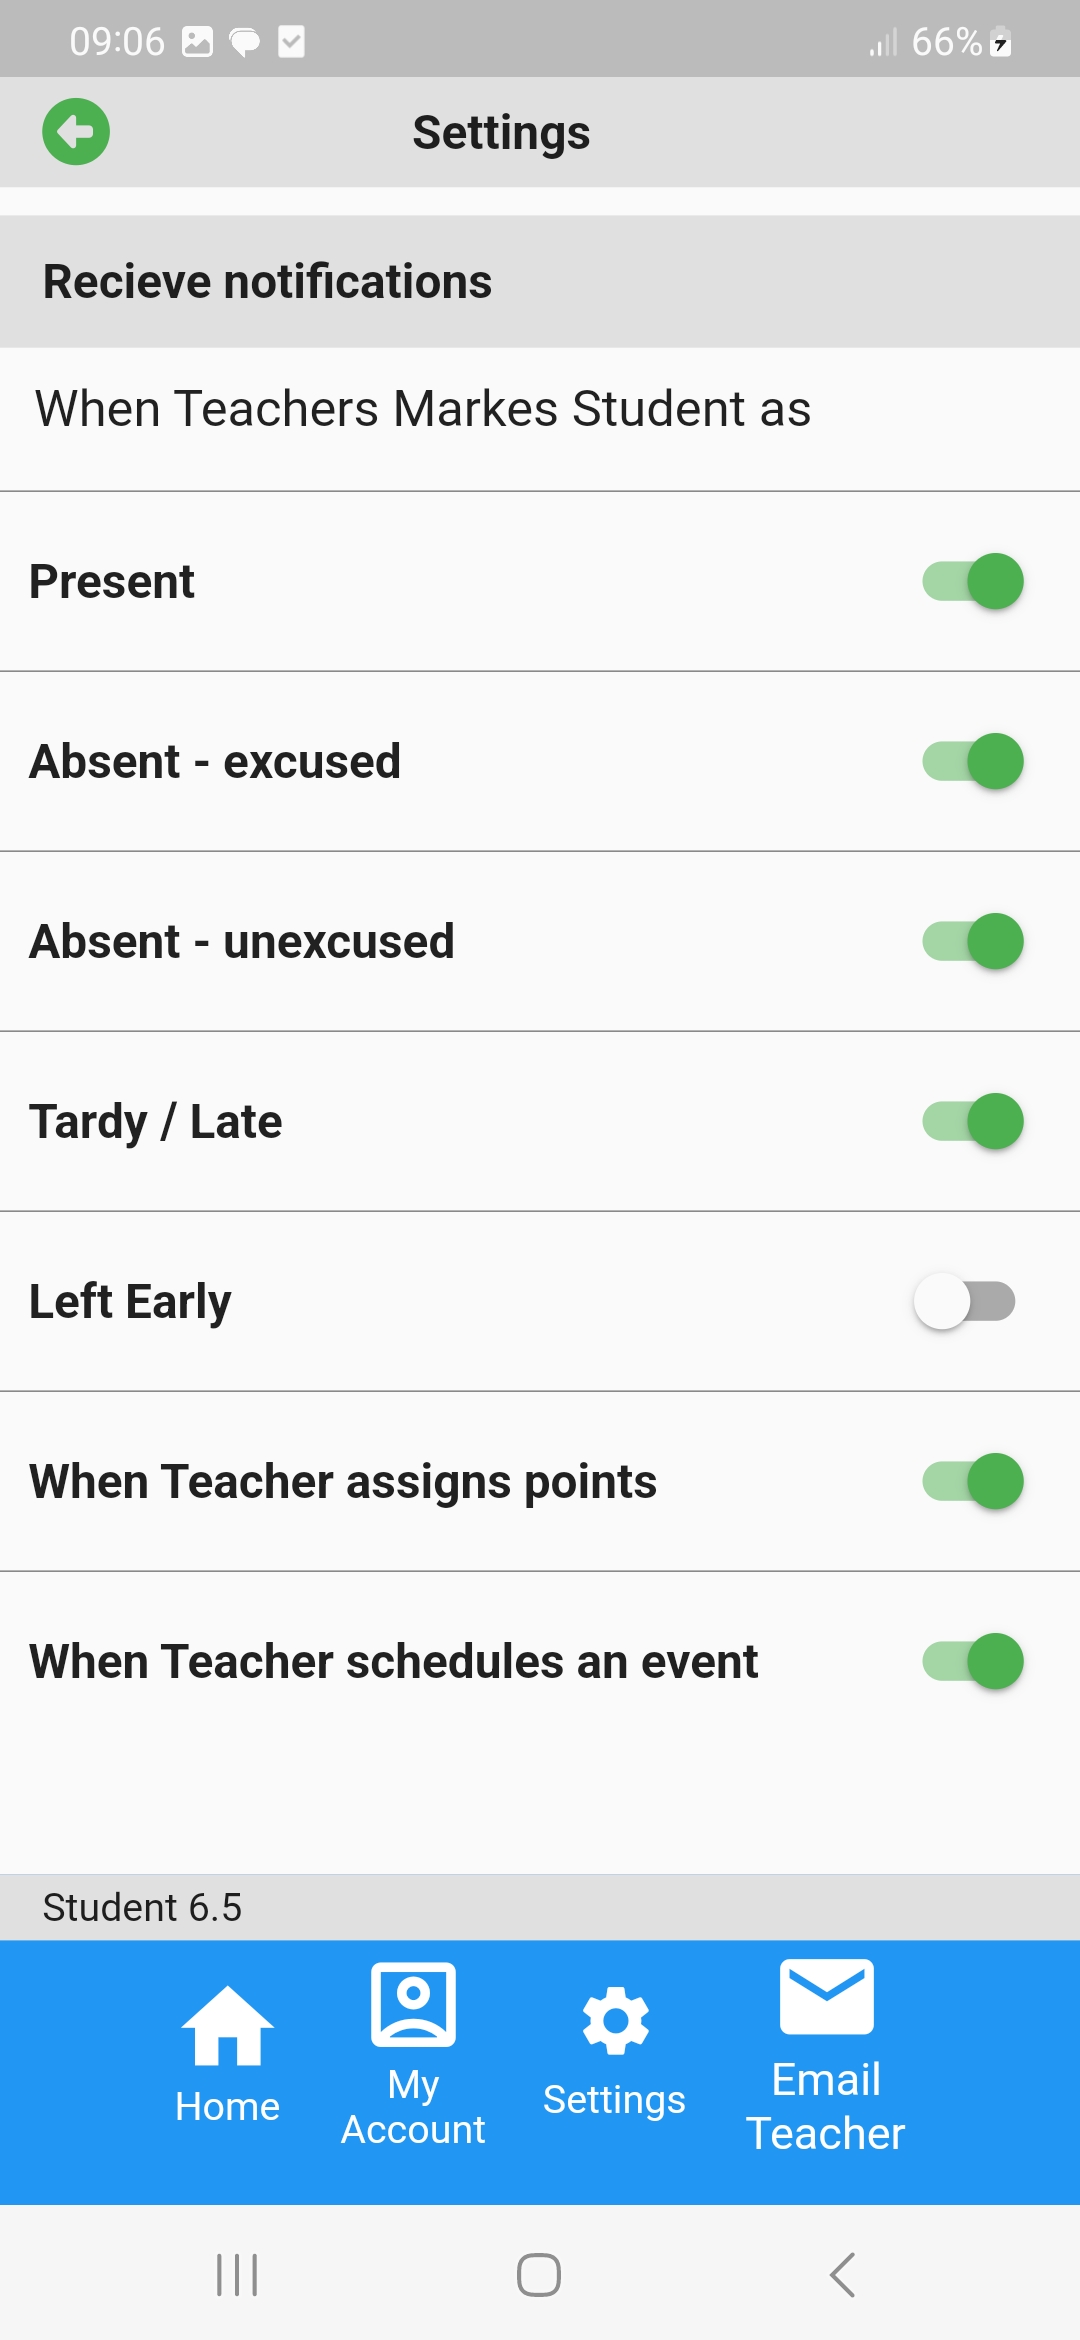 09:06
66%
Settings
Recieve notifications
When Teachers Markes Student as
Present
Absent - excused
Absent - unexcused
Tardy / Late
Left Early
When Teacher assigns points
When Teacher schedules an event
Student 6.5
Home
My
Account
Settings
Email
Teacher